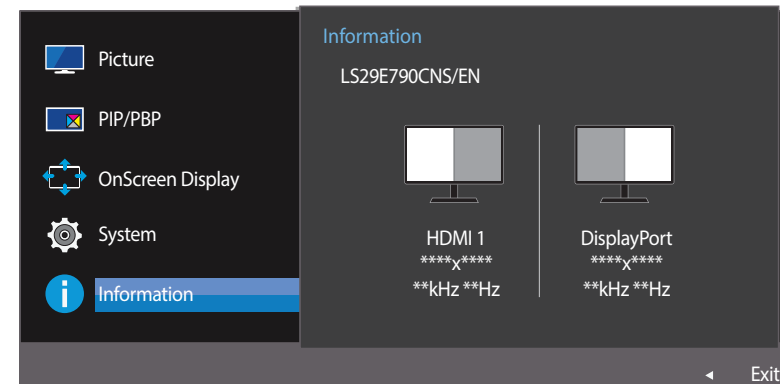 Picture
PIP/PBP
OnScreen Display
System
Information
Information
LS29E790CNS/EN
HDMI 1
****x****
**kHz **Hz
DisplayPort
****x****
**kHz **Hz
Exit